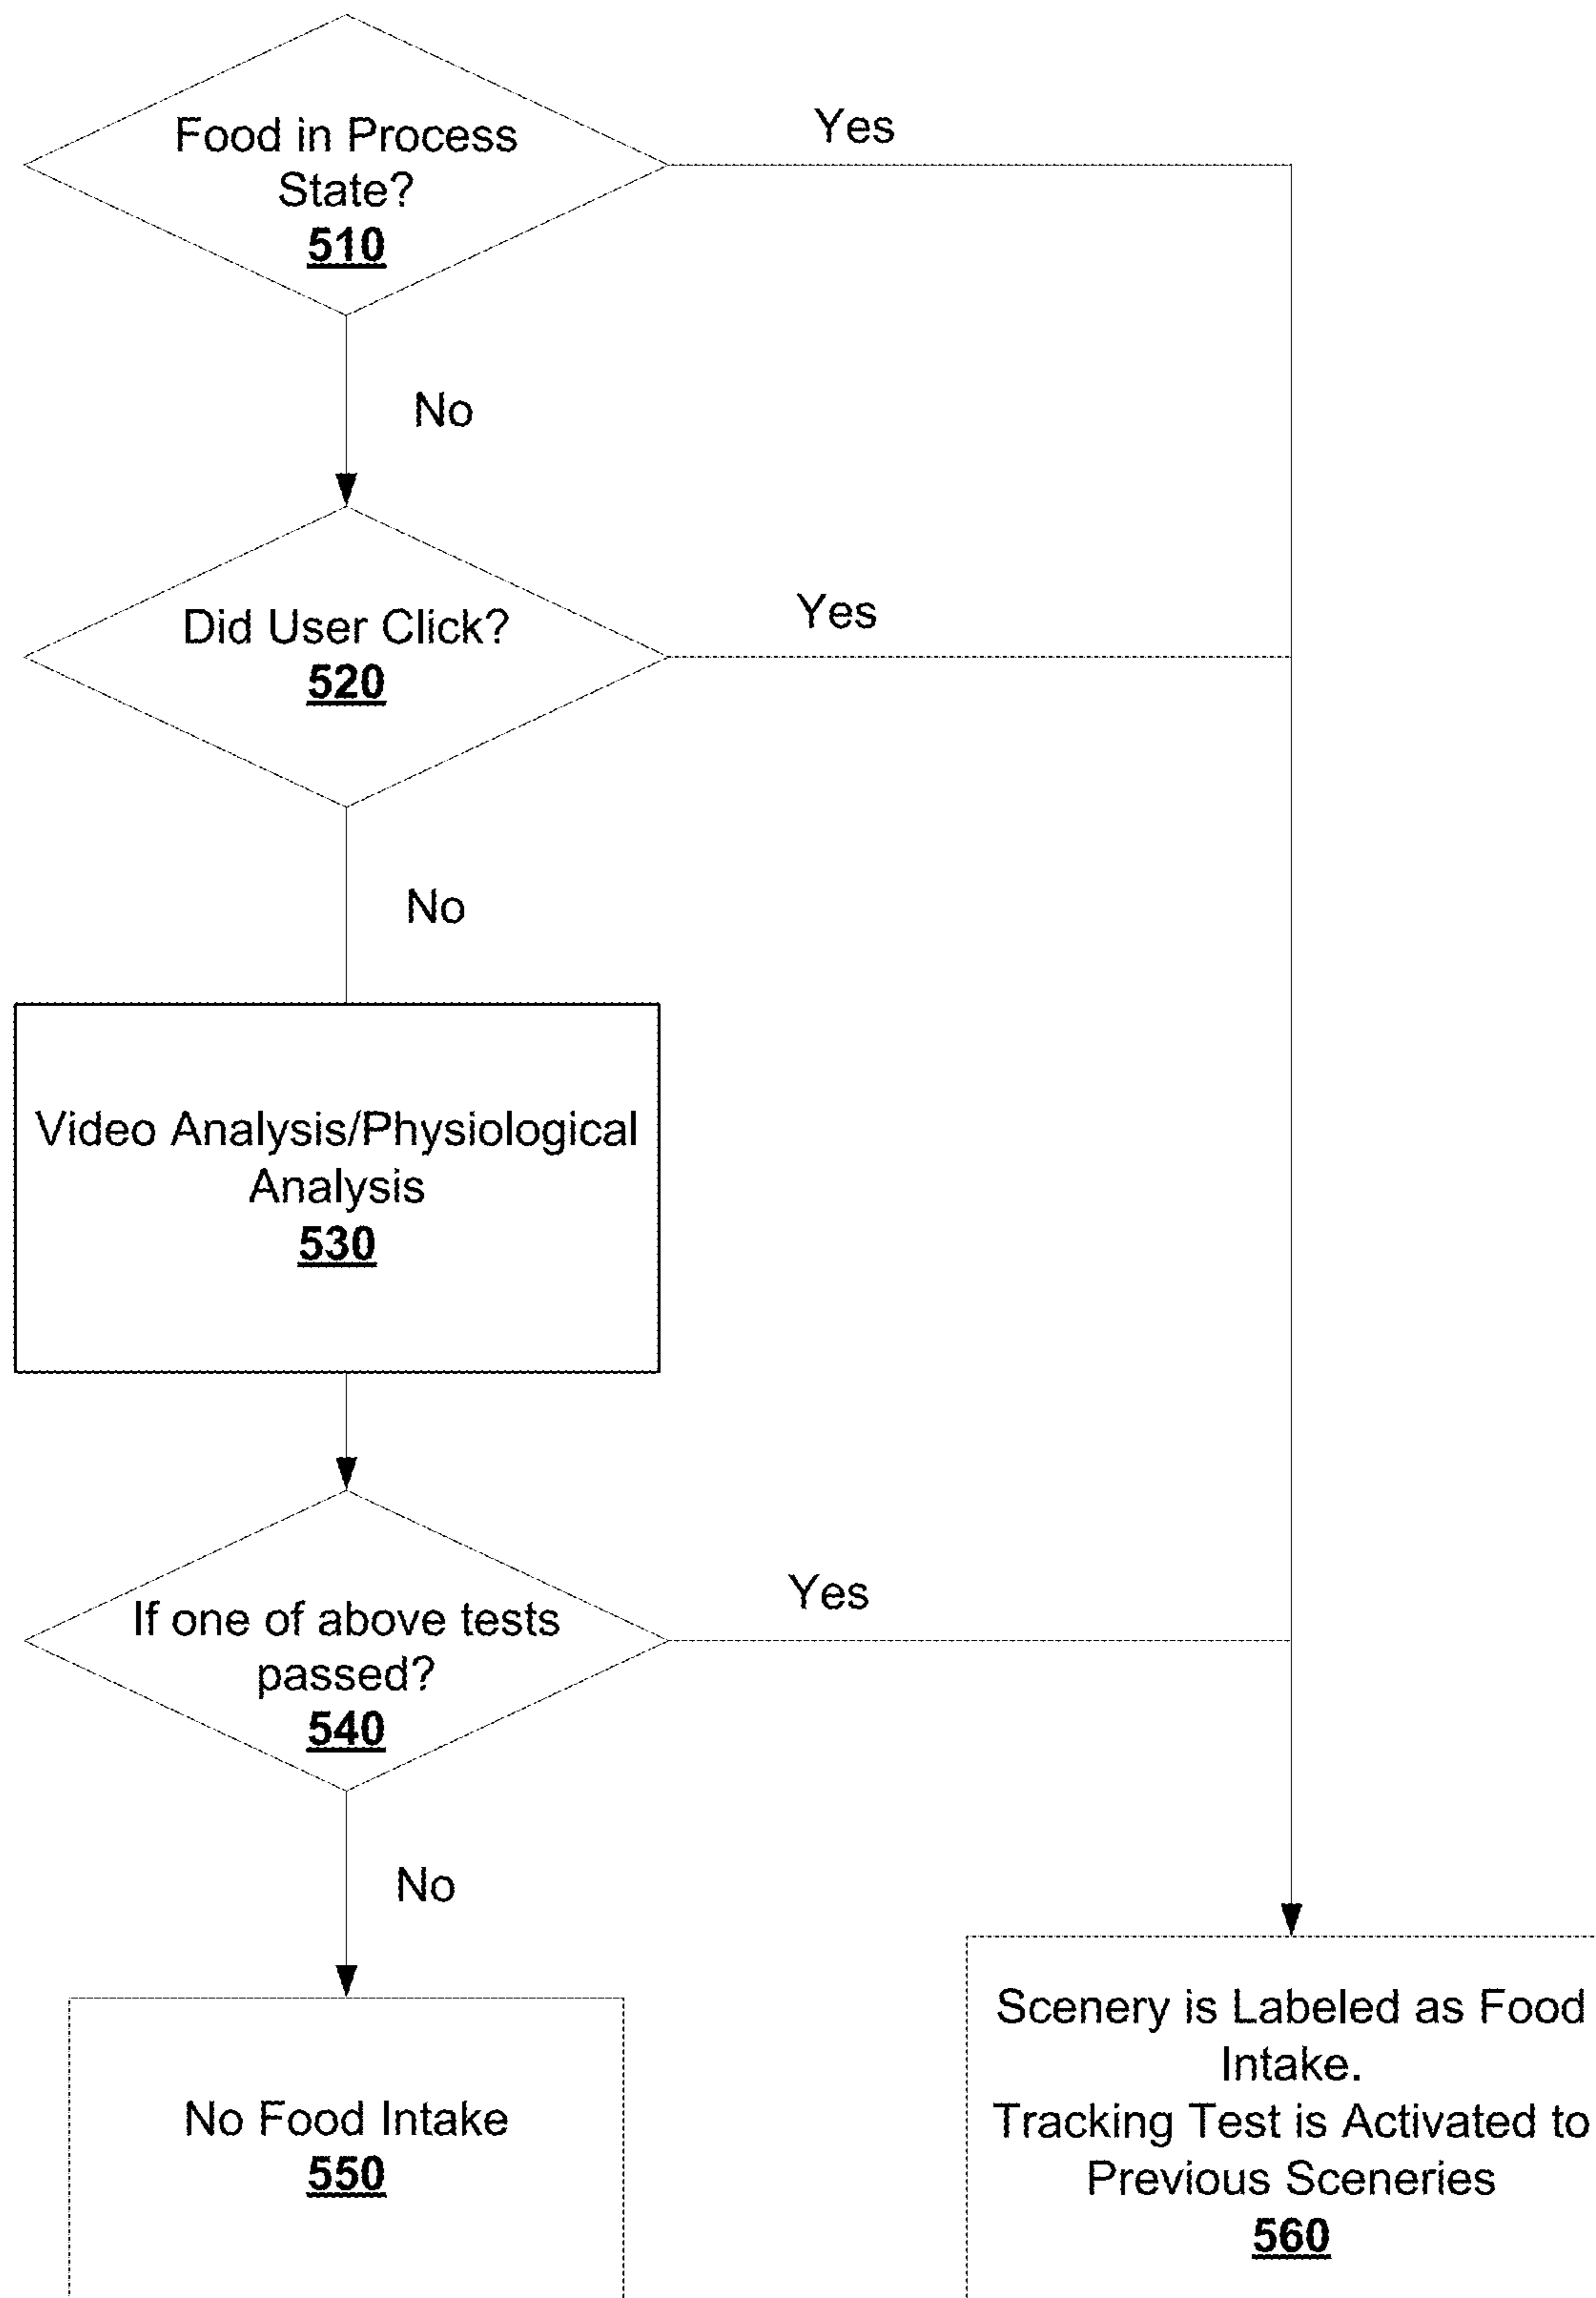 Food in Process
State?
510
Yes
No
Did User Click?
520
Yes
No
Video Analysis/Physiological
Analysis
530
If one of above tests
passed?
540
Yes
No
No Food Intake
550
Scenery is Labeled as Food
Intake.
Tracking Test is Activated to
Previous Sceneries
560